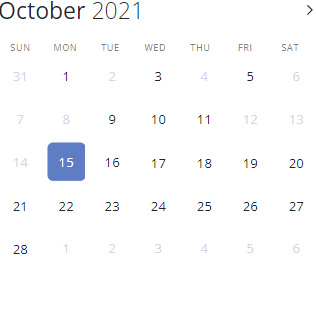 October 2021
SUN MON TUE WED THU FRI SAT
31 1 2 3 4 5 6
7 8 9 10 11 12 13
14 15 16 17 18 19 20
21 22 23 24 25 26 27
28 1 2 3 4 5 6